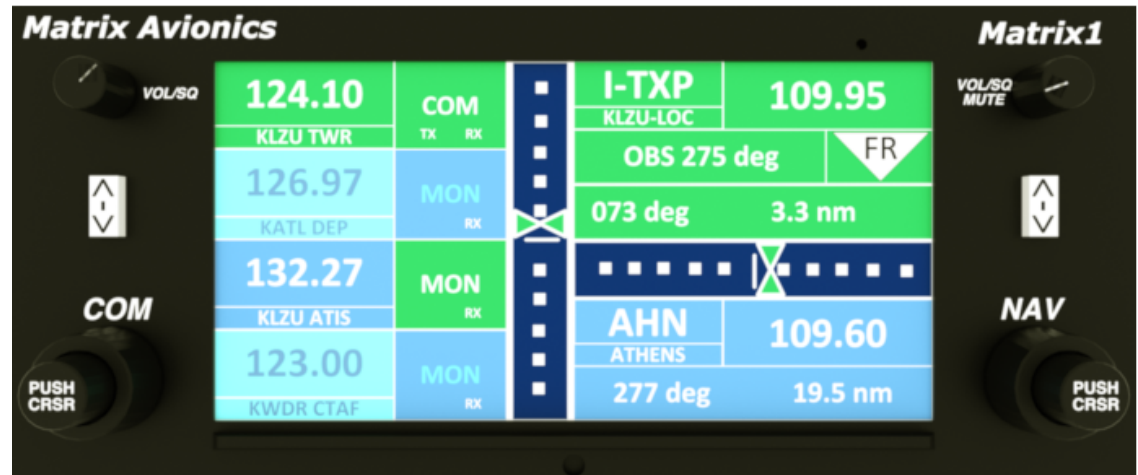 Matrix Avionics
Matrix1
VOL/SQ
VOL/SQ
MUTE
124.10
KLZU TWR
COM
TX RX
126.97
KATL DEP
MON
RX
132.27
KLZU ATIS
MON
RX
123.00
KWDR CTAF
MON
RX
I-TXP
KLZU-LOC
109.95
OBS 275 deg
FR
073 deg 3.3 nm
AHN
ATHENS
109.60
277 deg 19.5 nm
COM
PUSH
CRSR
NAV
PUSH
CRSR